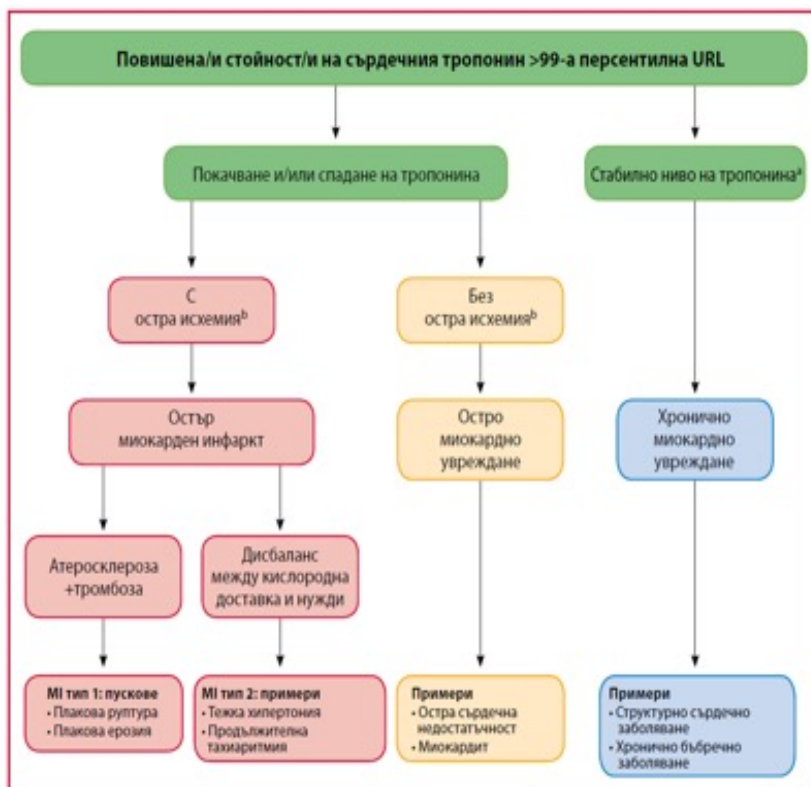 Повишена/и стойност/и на сърдечния тропонин >99-а персентилна URL
Покачване и/или спадане на тропонина
Стабилно ниво на тропонинаª
С
остра исхемияᵇ
Без
остра исхемияᵇ
Остър
миокарден инфаркт
Остро
миокардно
увреждане
Хронично
миокардно
увреждане
Атеросклероза
+тромбоза
Дисбаланс
между кислородна
доставка и нужди
MI тип 1: пускове
• Плакова руптура
• Плакова ерозия
MI тип 2: примери
• Тежка хипертония
• Продължителна
тахиаритмия
Примери
• Остра сърдечна
недостатъчност
• Миокардит
Примери
• Структурно сърдечно
заболяване
• Хронично бъбречно
заболяване